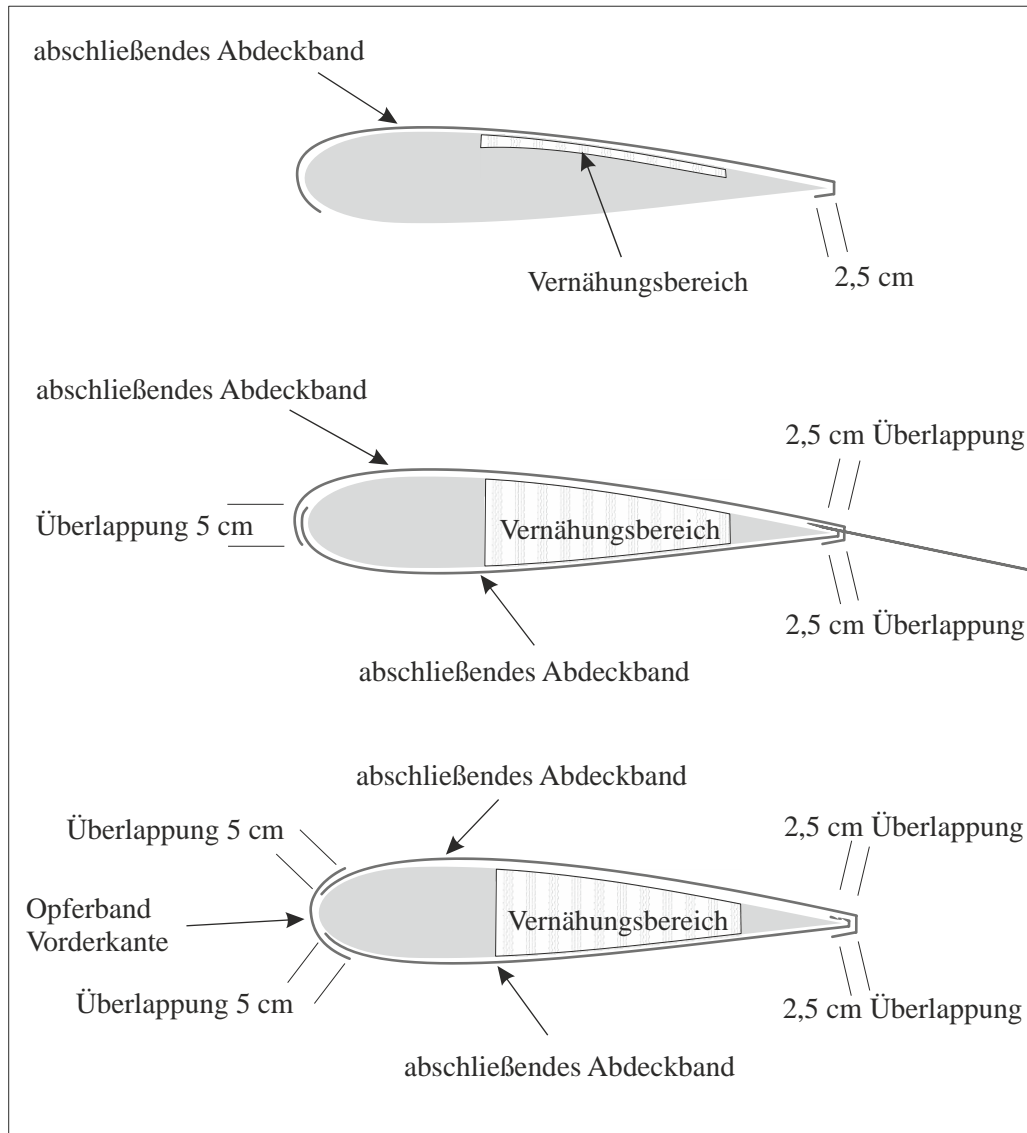 abschließendes Abdeckband
Vernähungsbereich
2,5 cm
abschließendes Abdeckband
2,5 cm Überlappung
Überlappung 5 cm
Vernähungsbereich
2,5 cm Überlappung
abschließendes Abdeckband
abschließendes Abdeckband
Überlappung 5 cm
2,5 cm Überlappung
Opferband
Vorderkante
Vernähungsbereich
Überlappung 5 cm
2,5 cm Überlappung
abschließendes Abdeckband